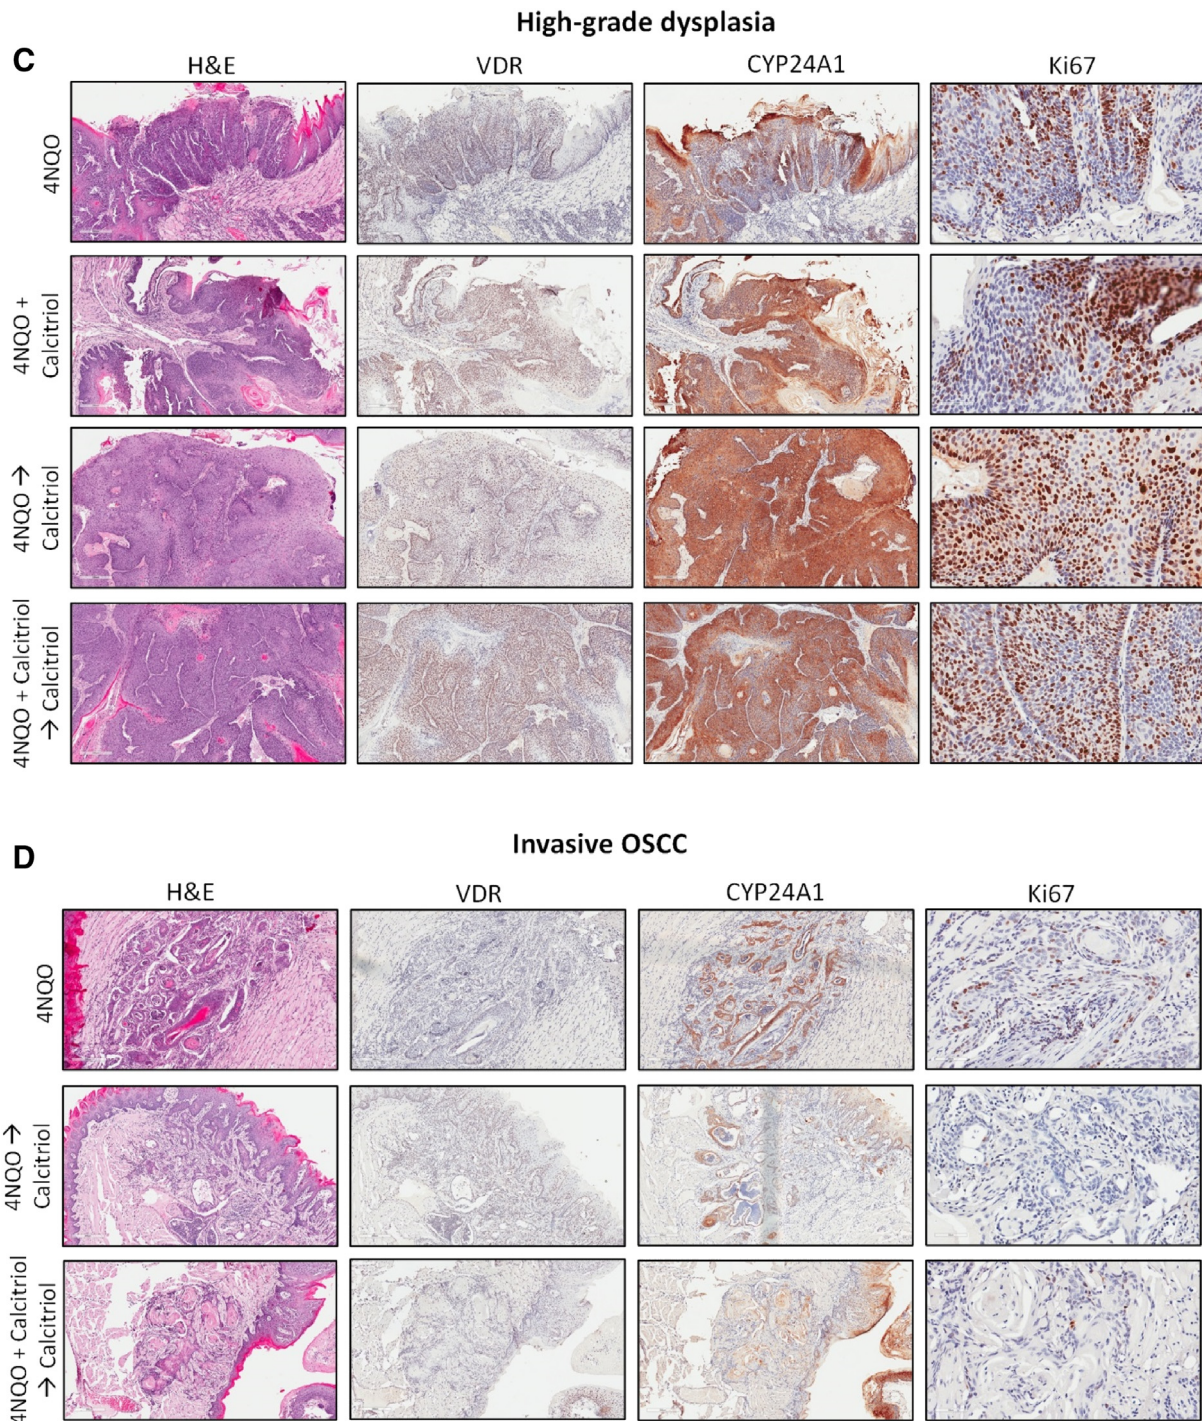 High-grade dysplasia
C
H&E VDR CYP24A1 Ki67
4NQO
4NQO +
Calcitriol
4NQO →
Calcitriol
4NQO + Calcitriol
→ Calcitriol
Invasive OSCC
D
H&E VDR CYP24A1 Ki67
4NQO
4NQO →
Calcitriol
4NQO + Calcitriol
→ Calcitriol